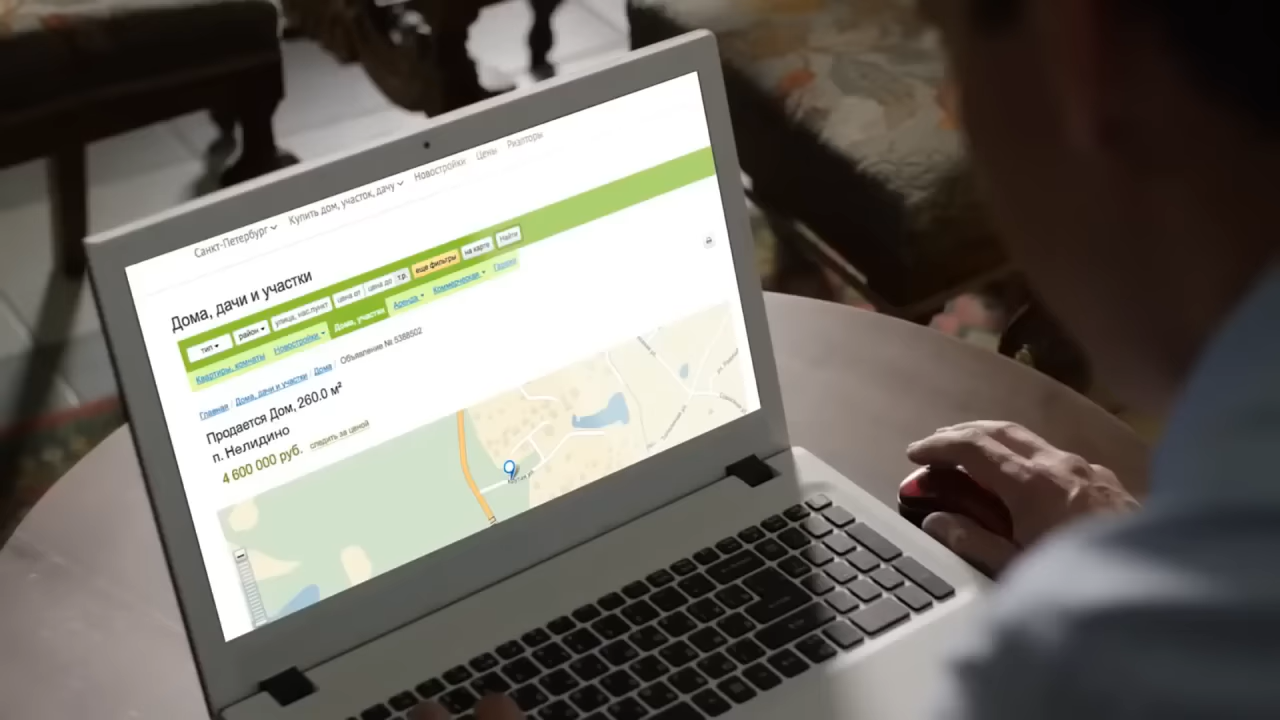 Санкт-Петербург Купить дом, участок, дачу Новостройки Цены Риэлторы
Дома, дачи и участки
тип район улица, нас.пункт цена от цена до т.р. еще фильтры на карте Найти
Квартиры, комнаты Новостройки Дома, участки Аренда Коммерческая Гаражи
Главная / Дома, дачи и участки / Дома / Объявление № 5388502
Продается Дом, 260.0 м²
п. Нелидино
4 600 000 руб. следить за ценой